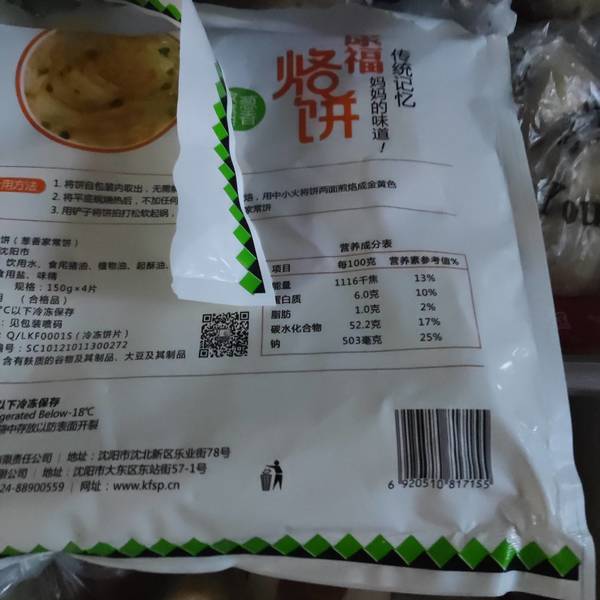 康福
烙饼
葱香
传统记忆
妈妈的味道!
用方法
1. 将饼自包装内取出,无需解
2. 将平底锅烧热后,不加任何
烙,用中小火将饼两面煎烙成金黄色
3. 用铲子将饼拍打松软起锅,
家常饼
饼(葱香家常饼)
沈阳市
饮用水、食用猪油、植物油、起酥油、
食用盐、味精
规格:150g×4片
(合格品)
℃以下冷冻保存
:见包装喷码
:Q/LKF0001S(冷冻饼片)
编号:SC10121011300272
含有麸质的谷物及其制品、大豆及其制品
营养成分表
项目 每100克 营养素参考值%
能量 1116千焦 13%
蛋白质 6.0克 10%
脂肪 1.0克 2%
碳水化合物 52.2克 17%
钠 503毫克 25%
以下冷冻保存
gerated Below-18℃
中存放以防表面开裂
有限责任公司 | 地址:沈阳市沈北新区乐业街78号
限公司 | 地址:沈阳市大东区东站街57-1号
24-88900559 | 网址:www.kfsp.cn
6 920510 817155
You